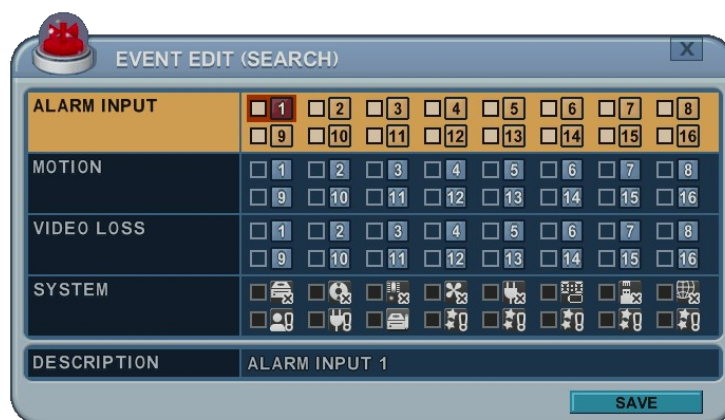 EVENT EDIT (SEARCH) X
ALARM INPUT 1 2 3 4 5 6 7 8
9 10 11 12 13 14 15 16
MOTION 1 2 3 4 5 6 7 8
9 10 11 12 13 14 15 16
VIDEO LOSS 1 2 3 4 5 6 7 8
9 10 11 12 13 14 15 16
SYSTEM
DESCRIPTION ALARM INPUT 1
SAVE